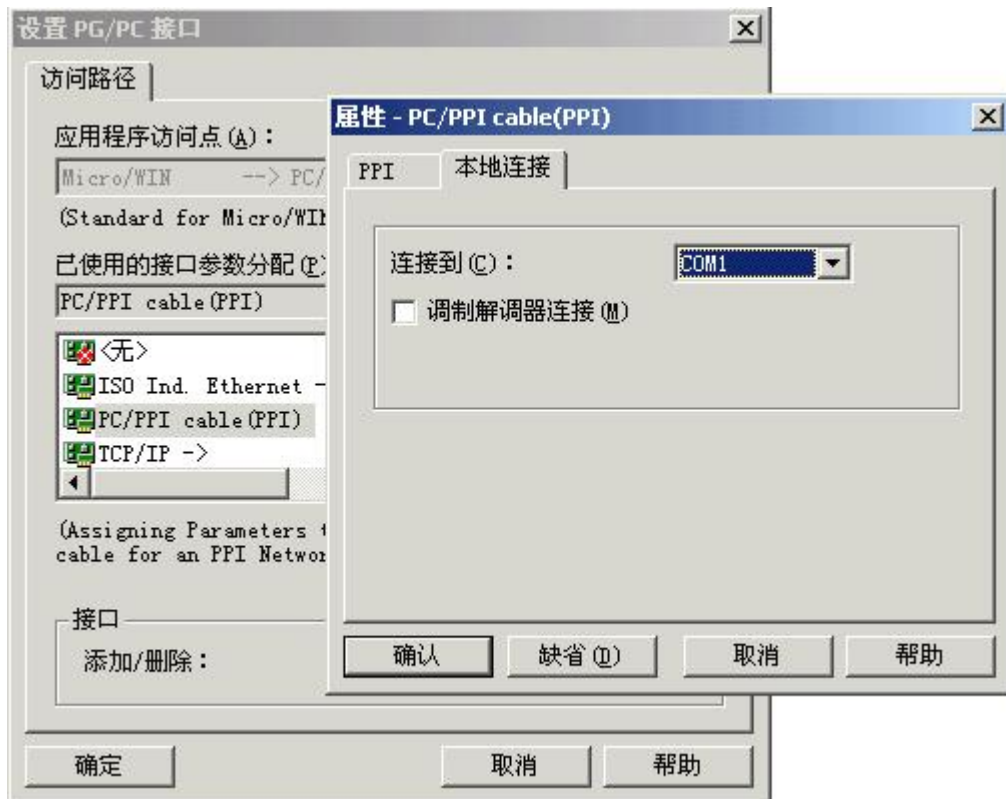 设置 PG/PC 接口
访问路径
应用程序访问点(A):
Micro/WIN --> PC/
(Standard for Micro/WIN
已使用的接口参数分配(P)
PC/PPI cable(PPI)
<无>
ISO Ind. Ethernet -
PC/PPI cable(PPI)
TCP/IP ->
(Assigning Parameters t
cable for an PPI Networ
接口
添加/删除:
确定
取消
帮助
属性 - PC/PPI cable(PPI)
PPI
本地连接
连接到(C):
COM1
调制解调器连接(M)
确认
缺省(D)
取消
帮助